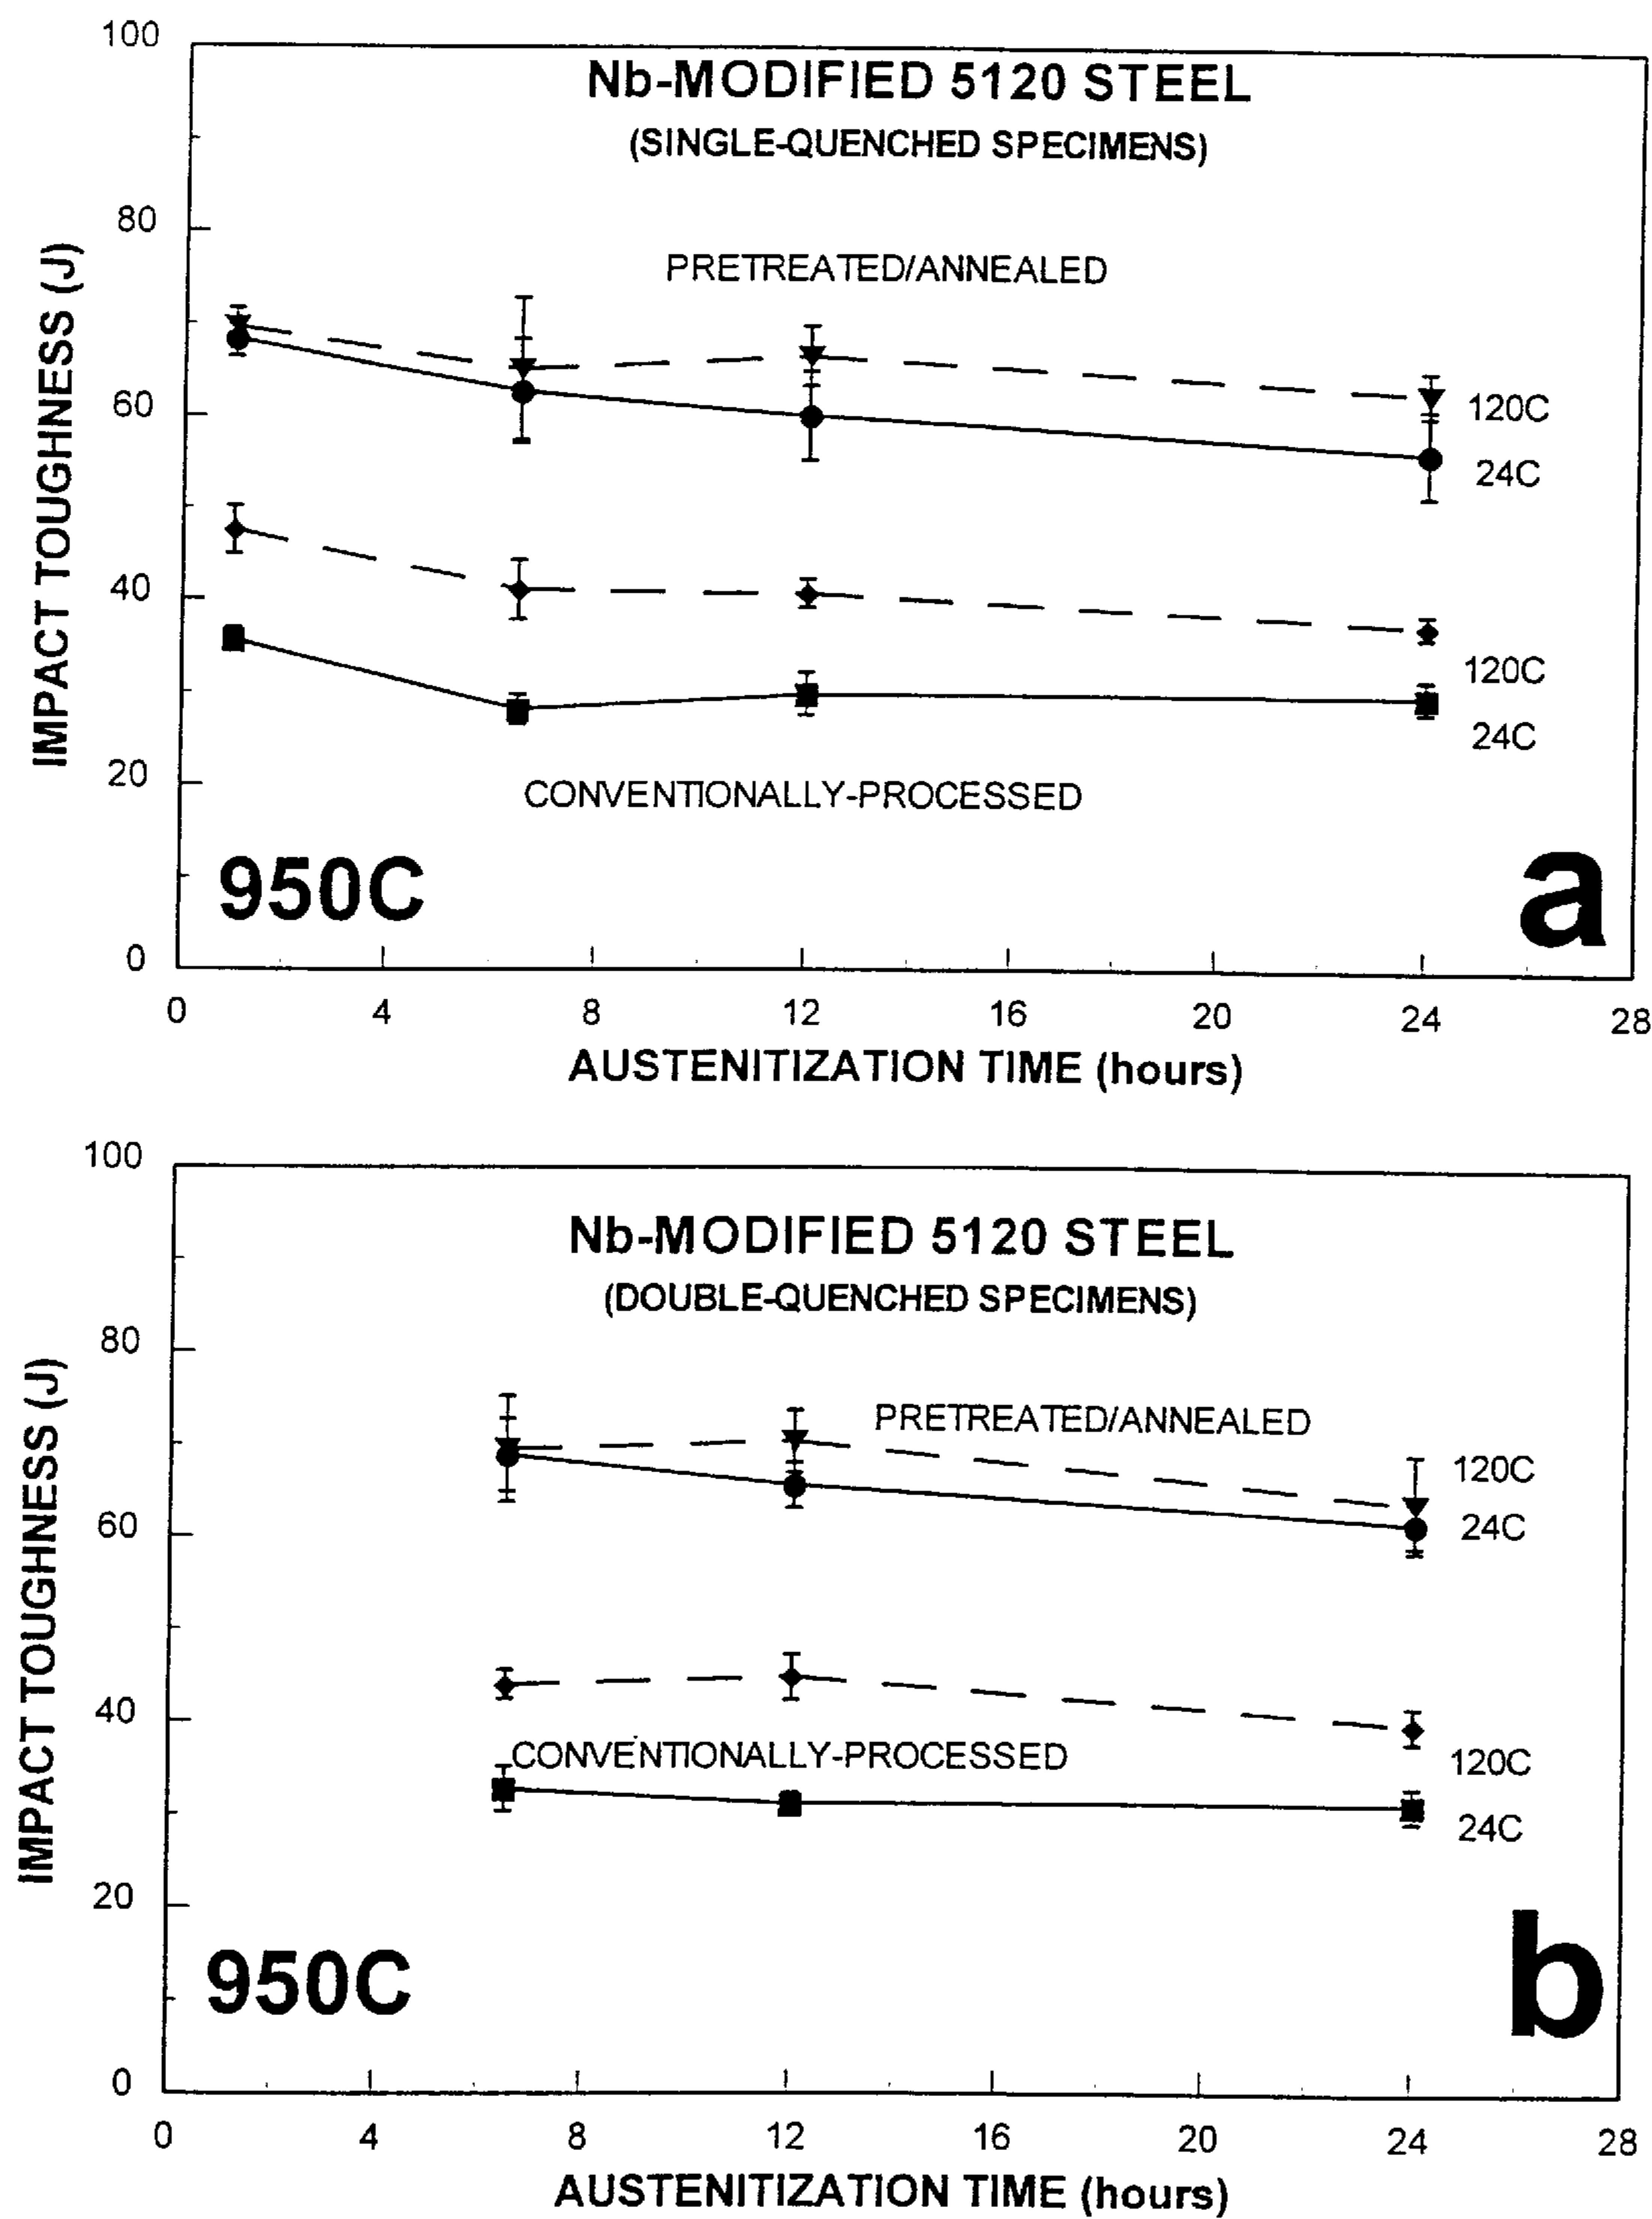 100
Nb-MODIFIED 5120 STEEL
(SINGLE-QUENCHED SPECIMENS)
80
PRETREATED/ANNEALED
60
120C
24C
40
120C
24C
20
CONVENTIONALLY-PROCESSED
950C
a
0
IMPACT TOUGHNESS (J)
0 4 8 12 16 20 24 28
AUSTENITIZATION TIME (hours)
100
Nb-MODIFIED 5120 STEEL
(DOUBLE-QUENCHED SPECIMENS)
80
PRETREATED/ANNEALED
120C
60
24C
40
CONVENTIONALLY-PROCESSED
120C
24C
20
950C
b
0
IMPACT TOUGHNESS (J)
0 4 8 12 16 20 24 28
AUSTENITIZATION TIME (hours)